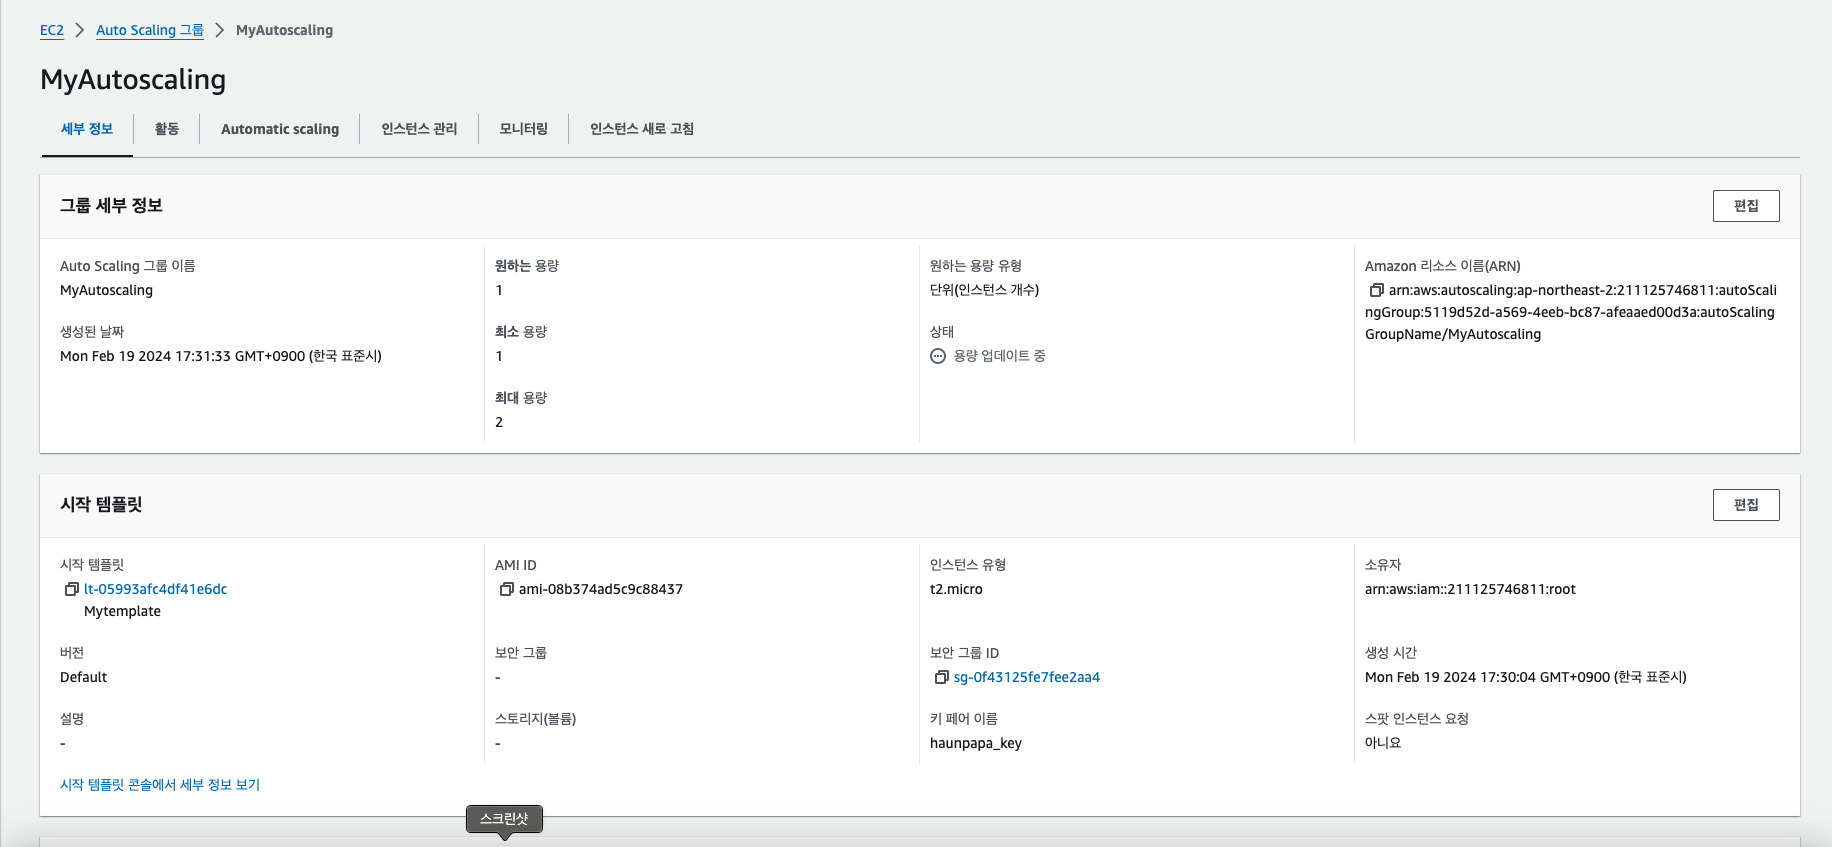 EC2 > Auto Scaling 그룹 > MyAutoscaling
MyAutoscaling
세부 정보
활동
Automatic scaling
인스턴스 관리
모니터링
인스턴스 새로 고침
그룹 세부 정보
편집
Auto Scaling 그룹 이름
MyAutoscaling
생성된 날짜
Mon Feb 19 2024 17:31:33 GMT+0900 (한국 표준시)
원하는 용량
1
최소 용량
1
최대 용량
2
원하는 용량 유형
단위(인스턴스 개수)
상태
용량 업데이트 중
Amazon 리소스 이름(ARN)
arn:aws:autoscaling:ap-northeast-2:211125746811:autoScali
ngGroup:5119d52d-a569-4eeb-bc87-afeaaed00d3a:autoScaling
GroupName/MyAutoscaling
시작 템플릿
편집
시작 템플릿
lt-05993afc4df41e6dc
Mytemplate
AMI ID
ami-08b374ad5c9c88437
인스턴스 유형
t2.micro
소유자
arn:aws:iam::211125746811:root
버전
Default
보안 그룹
-
보안 그룹 ID
sg-0f43125fe7fee2aa4
생성 시간
Mon Feb 19 2024 17:30:04 GMT+0900 (한국 표준시)
설명
-
스토리지(볼륨)
-
키 페어 이름
haunpapa_key
스팟 인스턴스 요청
아니요
시작 템플릿 콘솔에서 세부 정보 보기
스크린샷